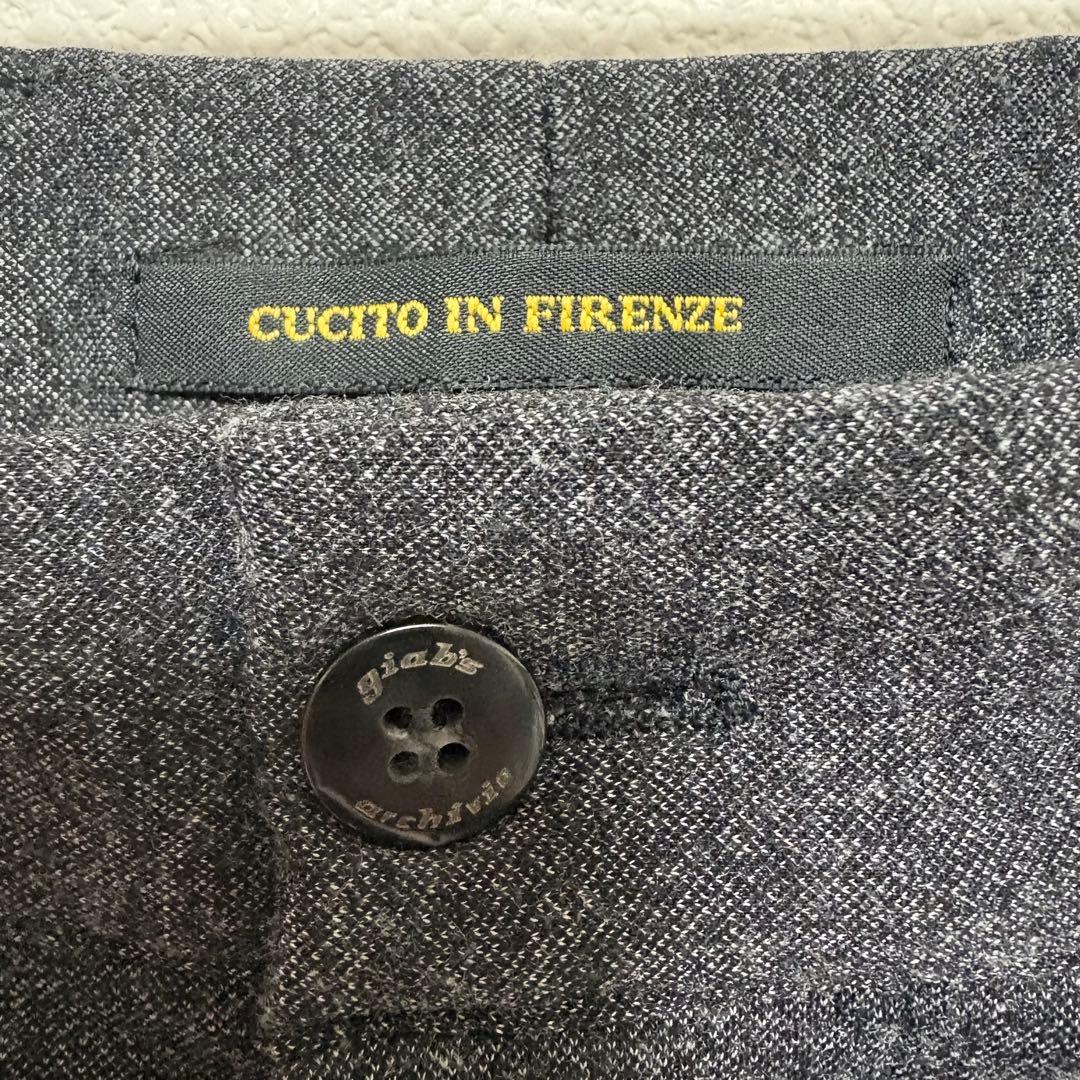 CUCITO IN FIRENZE
giab's
archivio